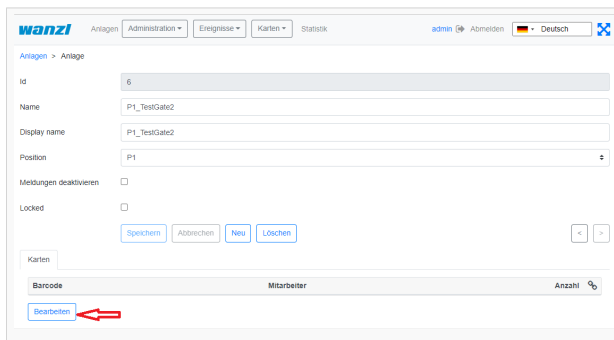 wanzl Anlagen Administration Ereignisse Karten Statistik admin Abmelden Deutsch
Anlagen > Anlage
Id 6
Name P1_TestGate2
Display name P1_TestGate2
Position P1
Meldungen deaktivieren
Locked
Speichern Abbrechen Neu Löschen < >
Karten
Barcode Mitarbeiter Anzahl
Bearbeiten